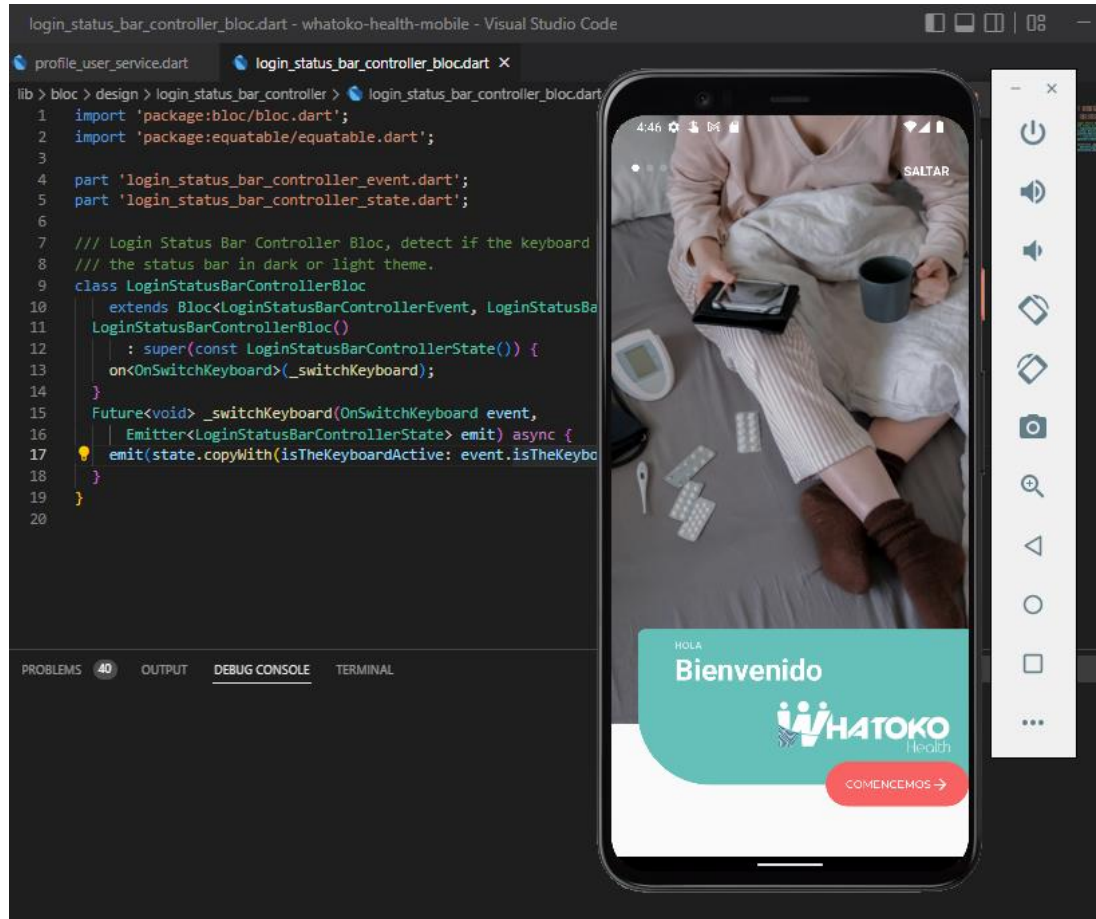 login_status_bar_controller_bloc.dart - whatoko-health-mobile - Visual Studio Code
profile_user_service.dart login_status_bar_controller_bloc.dart
lib > bloc > design > login_status_bar_controller > login_status_bar_controller_bloc.dart
1 import 'package:bloc/bloc.dart';
2 import 'package:equatable/equatable.dart';
3
4 part 'login_status_bar_controller_event.dart';
5 part 'login_status_bar_controller_state.dart';
6
7 /// Login Status Bar Controller Bloc, detect if the keyboard
8 /// the status bar in dark or light theme.
9 class LoginStatusBarControllerBloc
10 extends Bloc<LoginStatusBarControllerEvent, LoginStatusBa
11 LoginStatusBarControllerBloc()
12 : super(const LoginStatusBarControllerState()) {
13 on<OnSwitchKeyboard>(_switchKeyboard);
14 }
15 Future<void> _switchKeyboard(OnSwitchKeyboard event,
16 Emitter<LoginStatusBarControllerState> emit) async {
17 emit(state.copyWith(isTheKeyboardActive: event.isTheKeybo
18 }
19 }
20
PROBLEMS 40 OUTPUT DEBUG CONSOLE TERMINAL
4:46
SALTAR
HOLA
Bienvenido
WHATOKO
Health
COMENCEMOS →